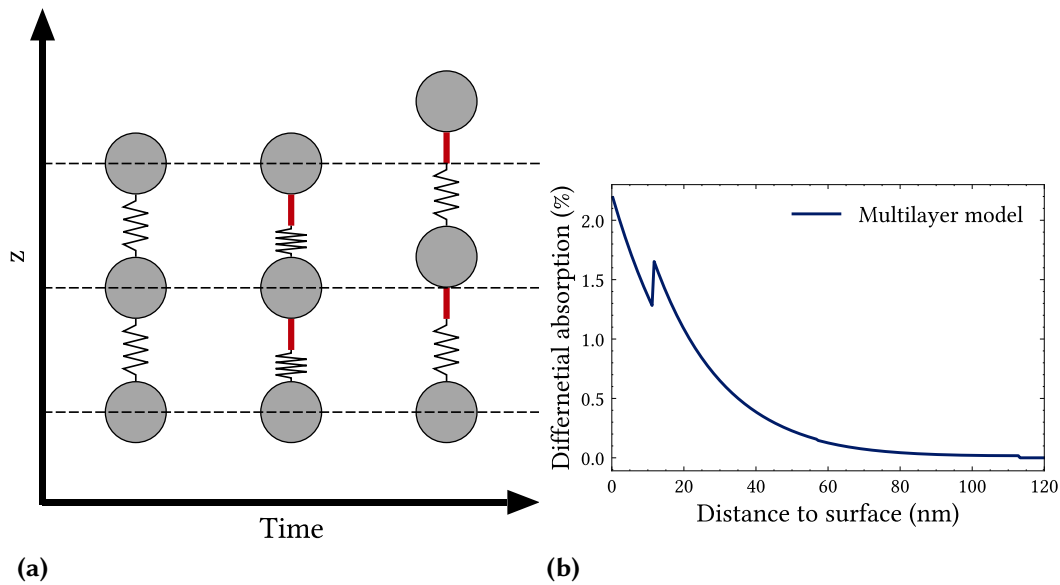 z
Time
(a)
Differnetial absorption (%)
Multilayer model
2.0
1.5
1.0
0.5
0.0
0 20 40 60 80 100 120
Distance to surface (nm)
(b)